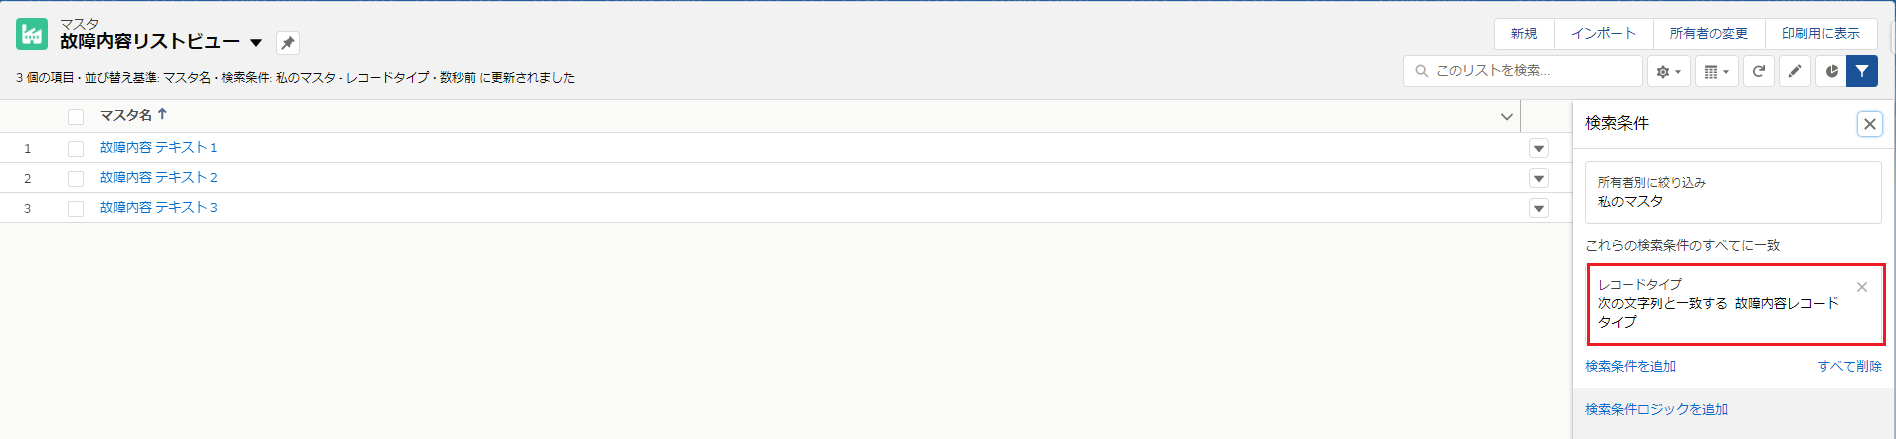 マスタ
故障内容リストビュー
新規 インポート 所有者の変更 印刷用に表示
3 個の項目・並び替え基準: マスタ名・検索条件: 私のマスタ - レコードタイプ・数秒前 に更新されました
このリストを検索...
マスタ名
1 故障内容 テキスト 1
2 故障内容 テキスト 2
3 故障内容 テキスト 3
検索条件
所有者別に絞り込み
私のマスタ
これらの検索条件のすべてに一致
レコードタイプ
次の文字列と一致する 故障内容レコード
タイプ
検索条件を追加 すべて削除
検索条件ロジックを追加